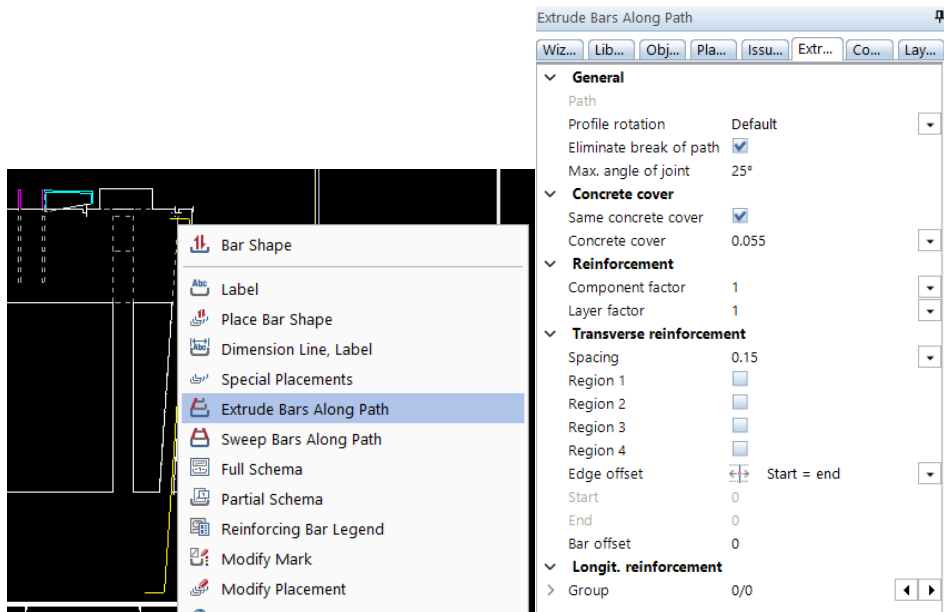 Extrude Bars Along Path
Wiz... Lib... Obj... Pla... Issu... Extr... Co... Lay...
General
Path
Profile rotation Default
Eliminate break of path
Max. angle of joint 25°
Concrete cover
Same concrete cover
Concrete cover 0.055
Reinforcement
Component factor 1
Layer factor 1
Transverse reinforcement
Spacing 0.15
Region 1
Region 2
Region 3
Region 4
Edge offset Start = end
Start 0
End 0
Bar offset 0
Longit. reinforcement
Group 0/0
Bar Shape
Abc Label
Place Bar Shape
Abc Dimension Line, Label
Special Placements
Extrude Bars Along Path
Sweep Bars Along Path
Full Schema
Partial Schema
Reinforcing Bar Legend
Modify Mark
Modify Placement